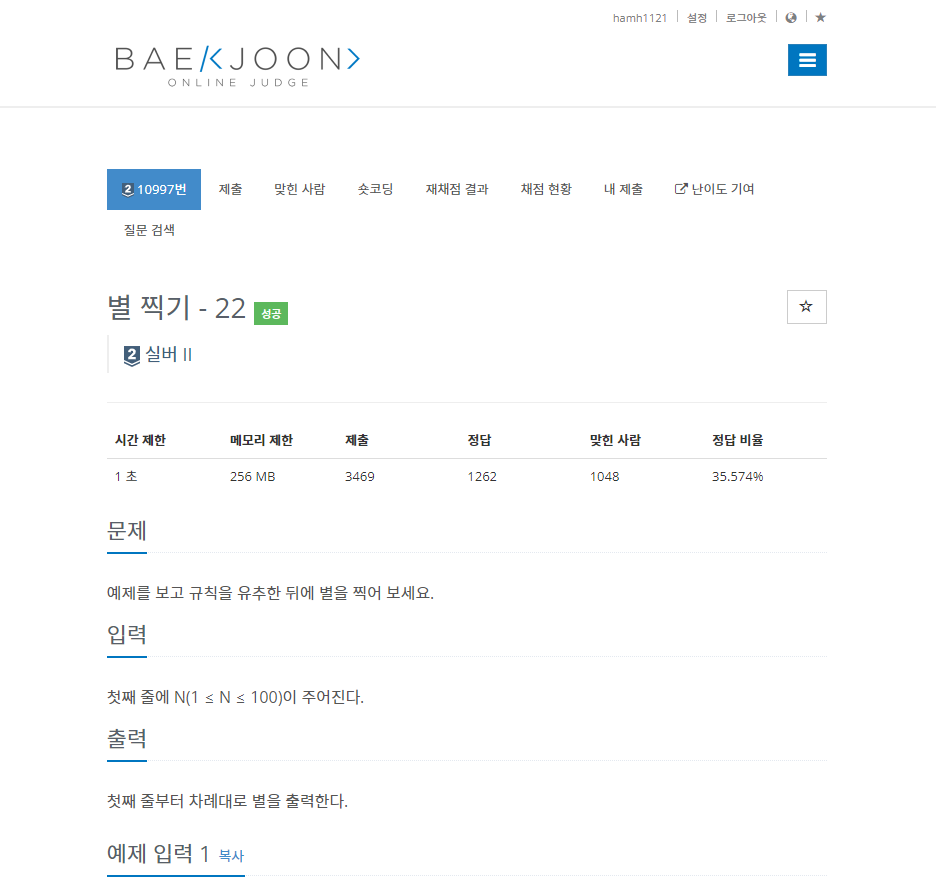 hamh1121 설정 로그아웃
BAE/<JOON>
ONLINE JUDGE
2 10997번 제출 맞힌 사람 숏코딩 재채점 결과 채점 현황 내 제출 난이도 기여
질문 검색
별 찍기 - 22 성공
2 실버 II
시간 제한 메모리 제한 제출 정답 맞힌 사람 정답 비율
1 초 256 MB 3469 1262 1048 35.574%
문제
예제를 보고 규칙을 유추한 뒤에 별을 찍어 보세요.
입력
첫째 줄에 N(1 ≤ N ≤ 100)이 주어진다.
출력
첫째 줄부터 차례대로 별을 출력한다.
예제 입력 1 복사